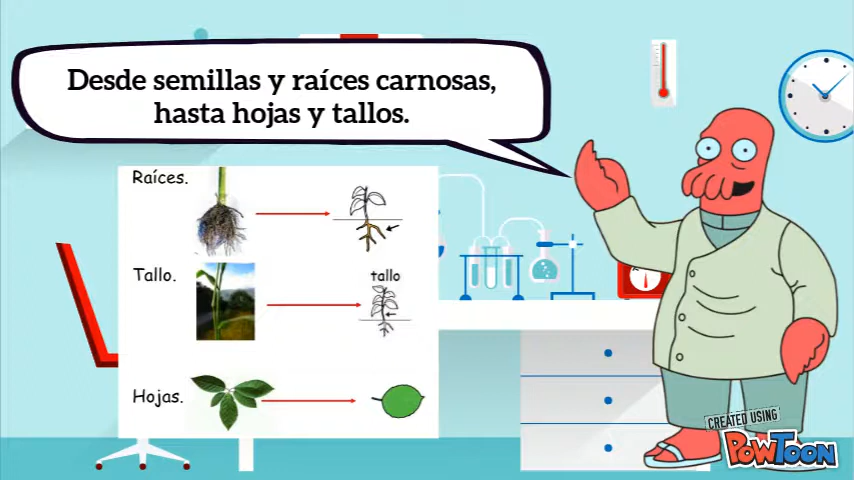 Desde semillas y raíces carnosas,
hasta hojas y tallos.
Raíces.
Tallo.
tallo
Hojas.
CREATED USING
POWTOON